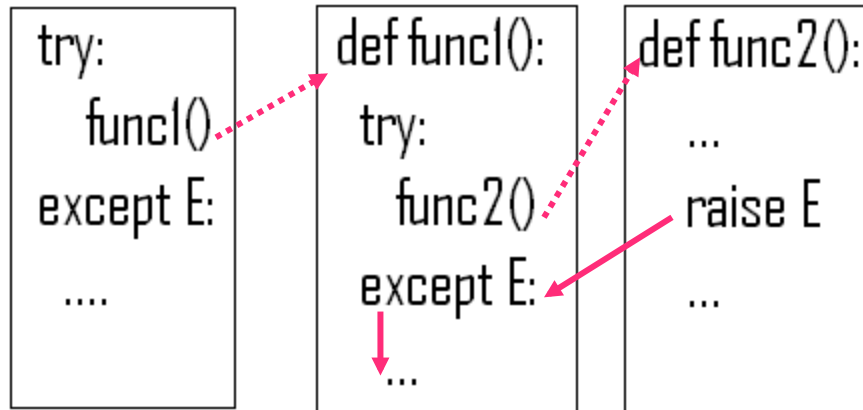 try:
func1()
except E:
....
def func1():
try:
func2()
except E:
...
def func2():
...
raise E
...